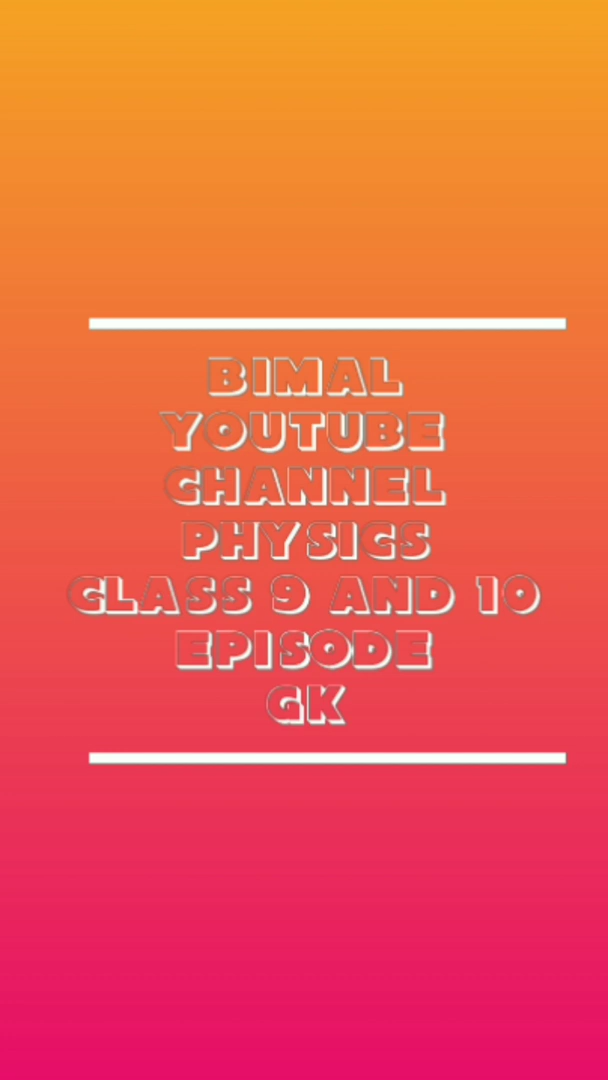 BIMAL
YOUTUBE
CHANNEL
PHYSICS
CLASS 9 AND 10
EPISODE
GK